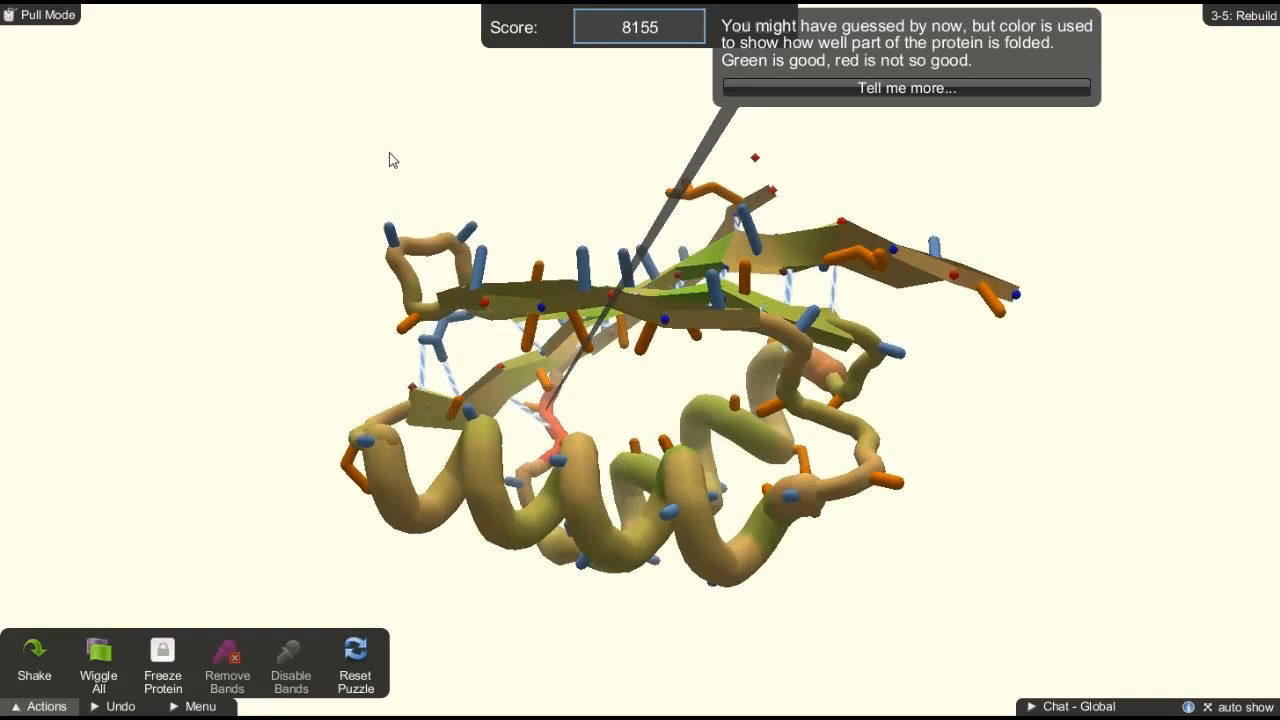 Pull Mode
Score:
8155
3-5: Rebuild
You might have guessed by now, but color is used
to show how well part of the protein is folded.
Green is good, red is not so good.
Tell me more...
Shake
Wiggle
All
Freeze
Protein
Remove
Bands
Disable
Bands
Reset
Puzzle
Actions
Undo
Menu
Chat - Global
auto show